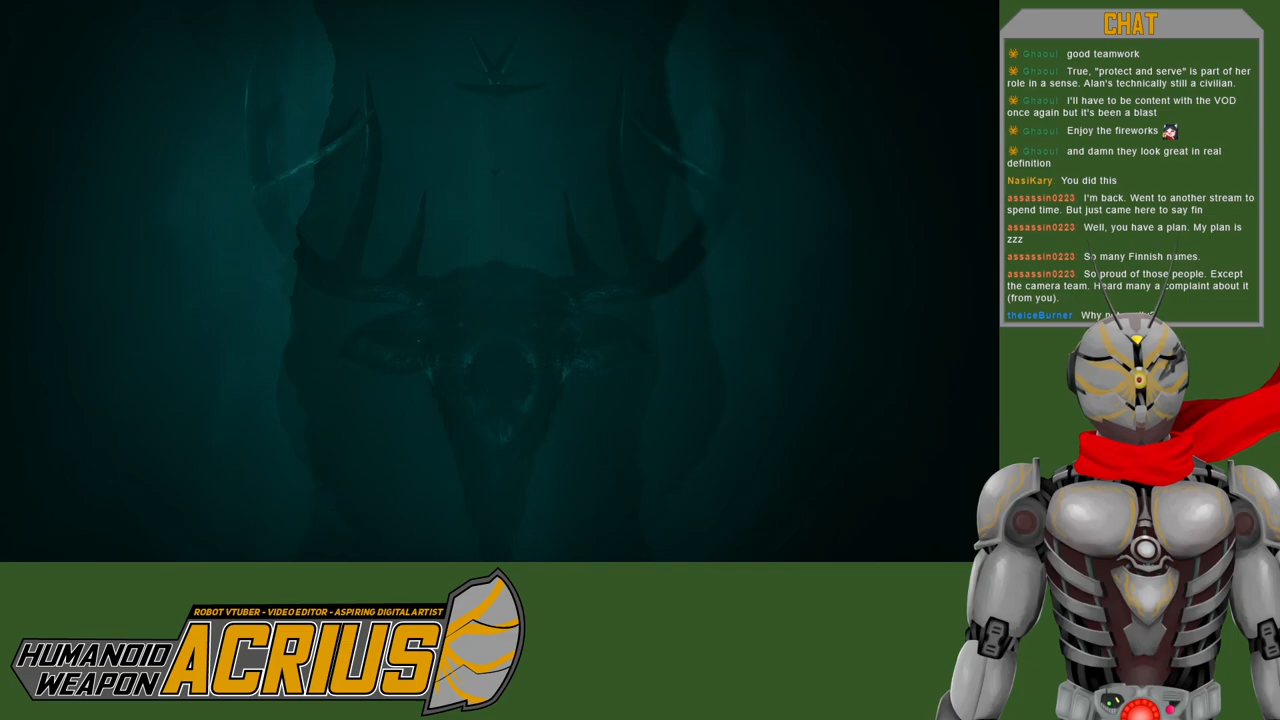 CHAT
Ghaoul good teamwork
Ghaoul True, "protect and serve" is part of her
role in a sense. Alan's technically still a civilian.
Ghaoul I'll have to be content with the VOD
once again but it's been a blast
Ghaoul Enjoy the fireworks
Ghaoul and damn they look great in real
definition
NasiKary You did this
assassin0223 I'm back. Went to another stream to
spend time. But just came here to say fin
assassin0223 Well, you have a plan. My plan is
zzz
assassin0223 So many Finnish names.
assassin0223 So proud of those people. Except
the camera team. Heard many a complaint about it
(from you).
theIceBurner Why
ROBOT VTUBER - VIDEO EDITOR - ASPIRING DIGITAL ARTIST
HUMANOID
WEAPON
ACRIUS